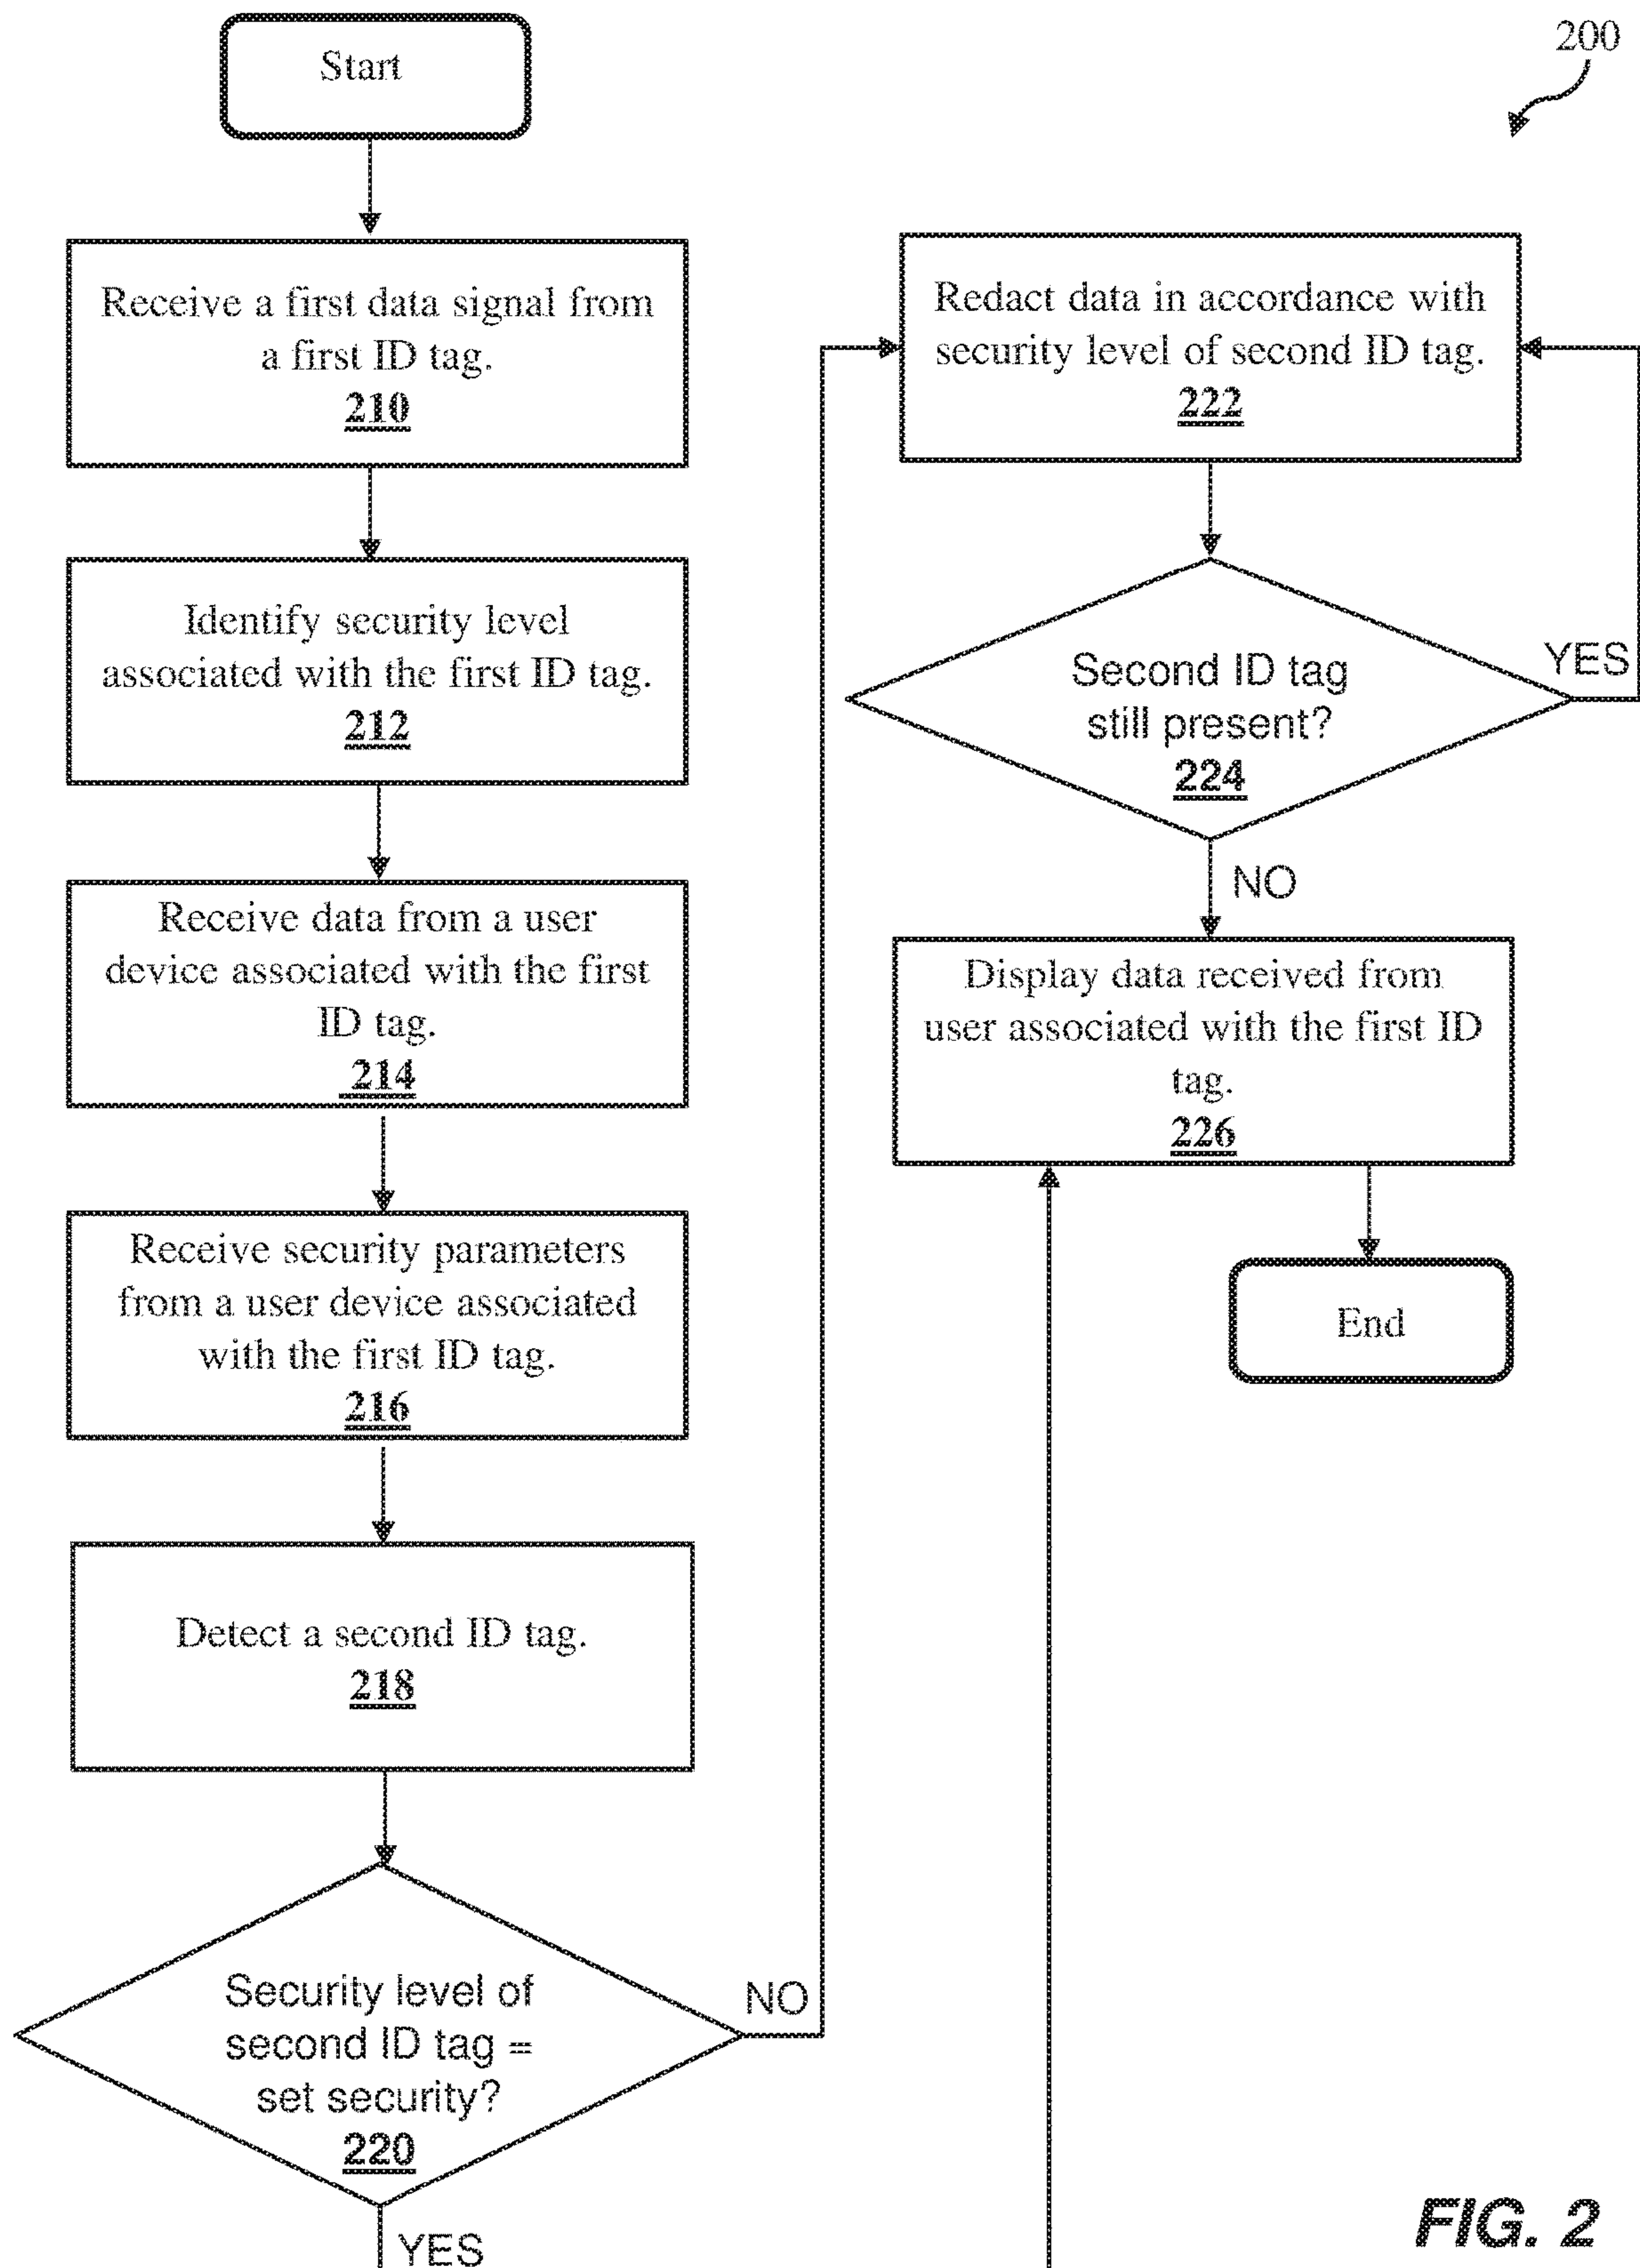 Start
200
Receive a first data signal from
a first ID tag.
210
Identify security level
associated with the first ID tag.
212
Receive data from a user
device associated with the first
ID tag.
214
Receive security parameters
from a user device associated
with the first ID tag.
216
Detect a second ID tag.
218
Security level of
second ID tag =
set security?
220
NO
YES
Redact data in accordance with
security level of second ID tag.
222
Second ID tag
still present?
224
YES
NO
Display data received from
user associated with the first ID
tag.
226
End
FIG. 2